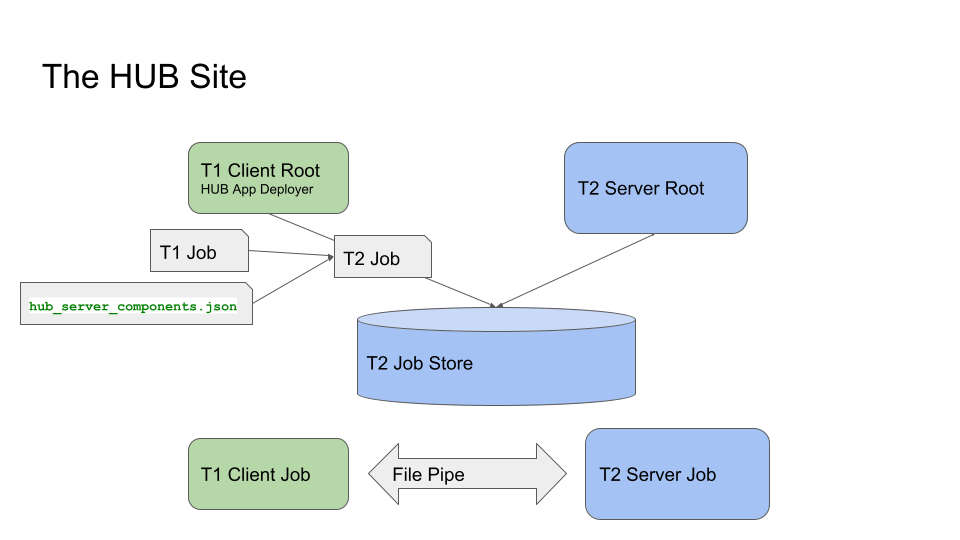 The HUB Site
T1 Client Root
HUB App Deployer
T2 Server Root
T1 Job
T2 Job
hub_server_components.json
T2 Job Store
T1 Client Job
File Pipe
T2 Server Job